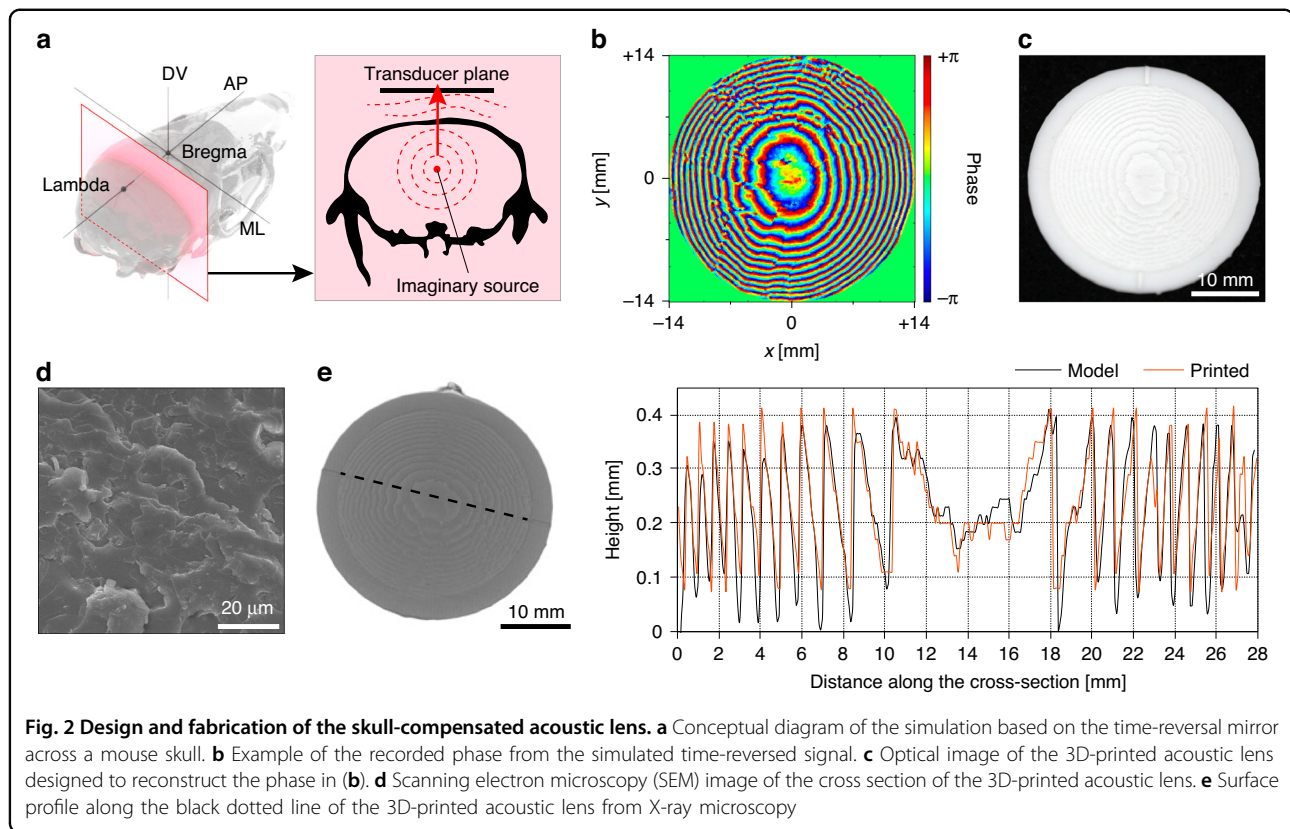 a
DV
AP
Bregma
Lambda
ML
Transducer plane
Imaginary source
b
+14
0
−14
y [mm]
−14
0
+14
x [mm]
+π
−π
Phase
c
10 mm
d
20 μm
e
10 mm
Model
Printed
Height [mm]
0.4
0.3
0.2
0.1
0
0 2 4 6 8 10 12 14 16 18 20 22 24 26 28
Distance along the cross-section [mm]
Fig. 2 Design and fabrication of the skull-compensated acoustic lens. a Conceptual diagram of the simulation based on the time-reversal mirror
across a mouse skull. b Example of the recorded phase from the simulated time-reversed signal. c Optical image of the 3D-printed acoustic lens
designed to reconstruct the phase in (b). d Scanning electron microscopy (SEM) image of the cross section of the 3D-printed acoustic lens. e Surface
profile along the black dotted line of the 3D-printed acoustic lens from X-ray microscopy